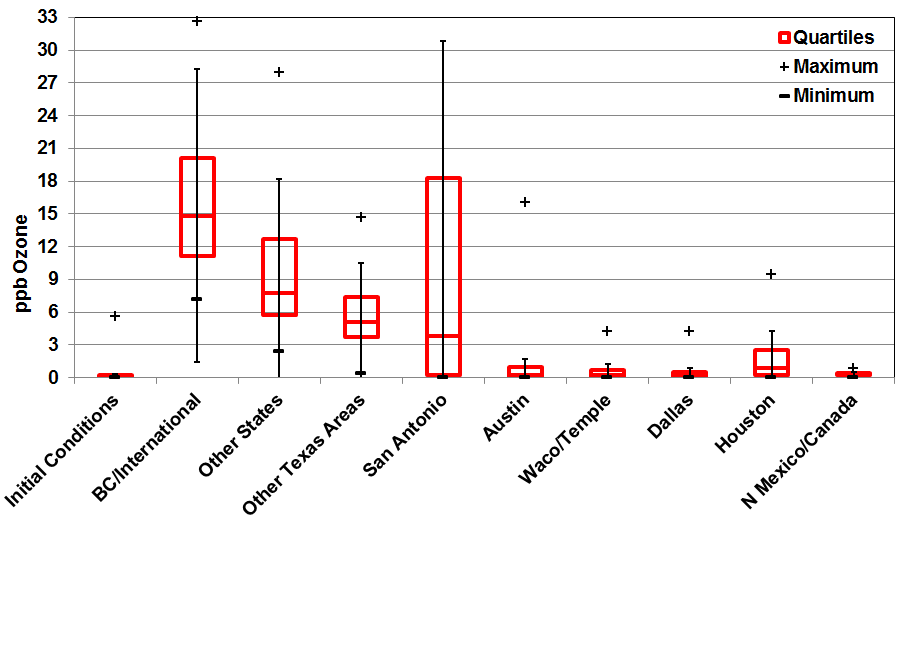 33
30
27
24
21
18
15
12
9
6
3
0
ppb Ozone
Quartiles
Maximum
Minimum
Initial Conditions
BC/International
Other States
Other Texas Areas
San Antonio
Austin
Waco/Temple
Dallas
Houston
N Mexico/Canada